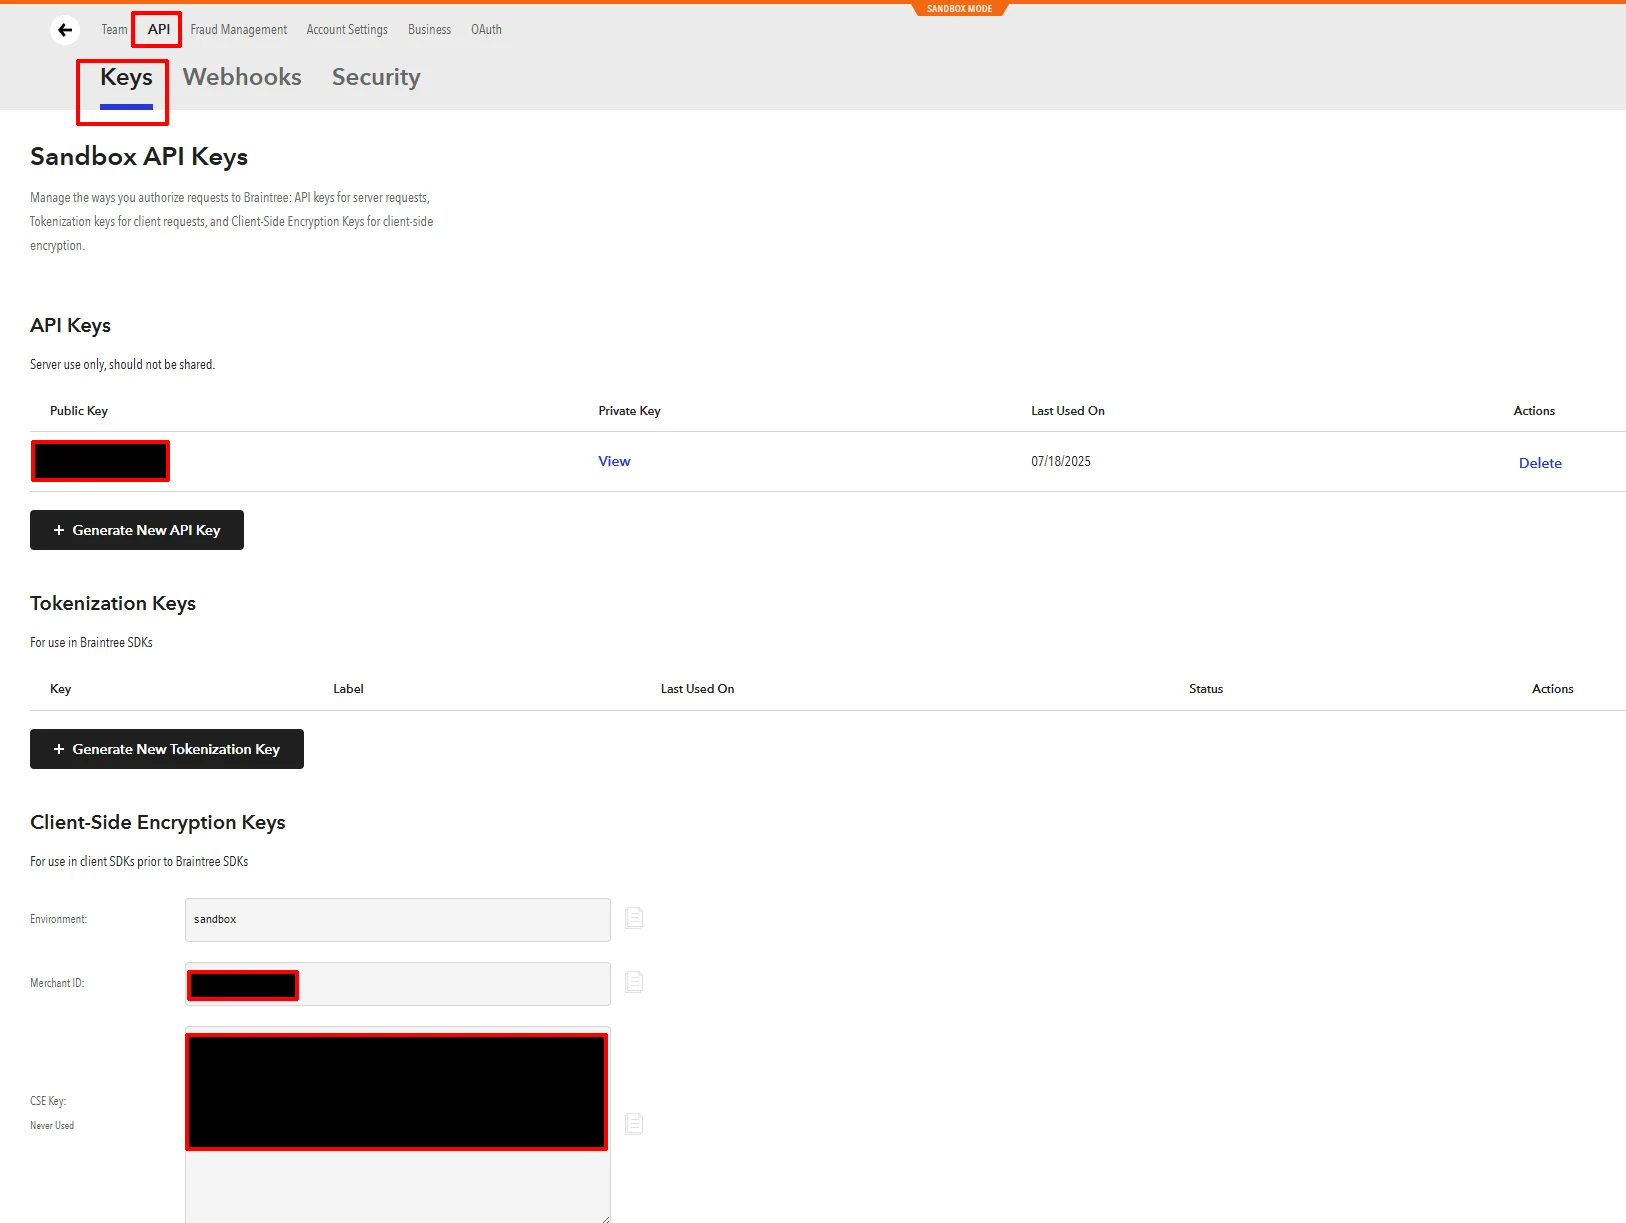 SANDBOX MODE
Team API Fraud Management Account Settings Business OAuth
Keys Webhooks Security
Sandbox API Keys
Manage the ways you authorize requests to Braintree: API keys for server requests,
Tokenization keys for client requests, and Client-Side Encryption Keys for client-side
encryption.
API Keys
Server use only, should not be shared.
Public Key Private Key Last Used On Actions
View 07/18/2025 Delete
+ Generate New API Key
Tokenization Keys
For use in Braintree SDKs
Key Label Last Used On Status Actions
+ Generate New Tokenization Key
Client-Side Encryption Keys
For use in client SDKs prior to Braintree SDKs
Environment: sandbox
Merchant ID:
CSE Key:
Never Used